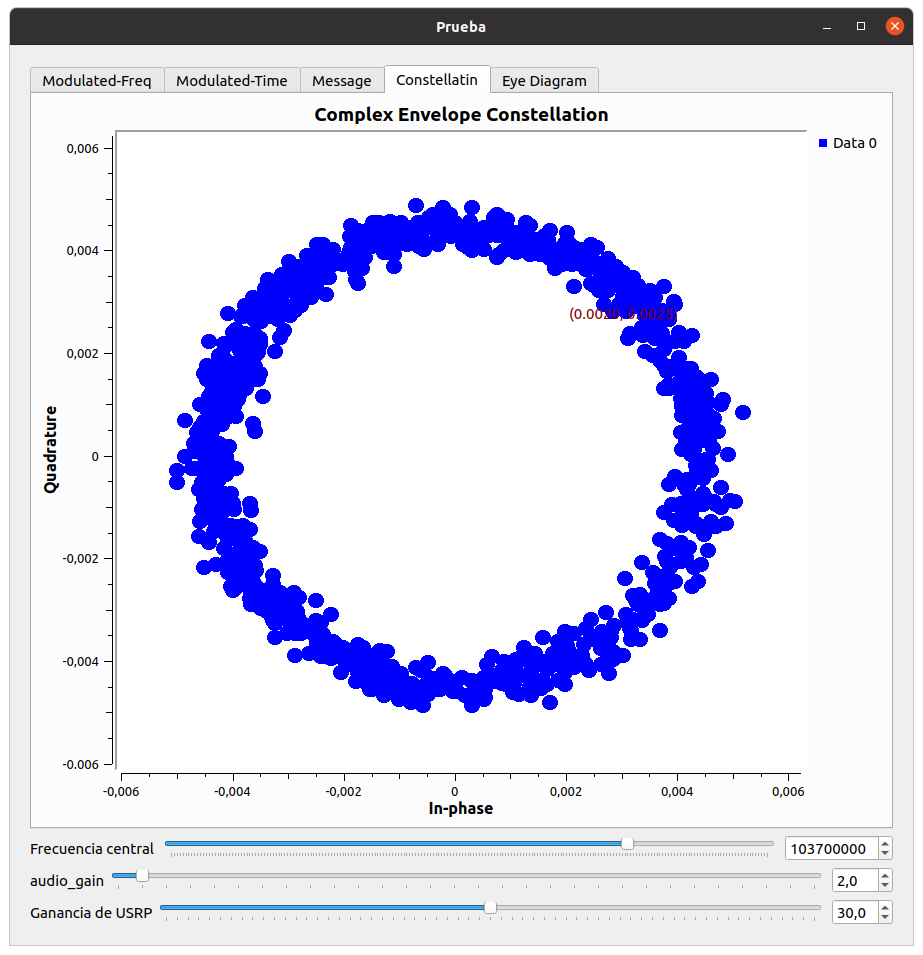 Prueba
Modulated-Freq Modulated-Time Message Constellatin Eye Diagram
Complex Envelope Constellation
Data 0
0,006
0,004
(0.0020, 0.0025)
0,002
0
-0,002
-0,004
-0.006
Quadrature
-0,006 -0,004 -0,002 0 0,002 0,004 0,006
In-phase
Frecuencia central 103700000
audio_gain 2,0
Ganancia de USRP 30,0